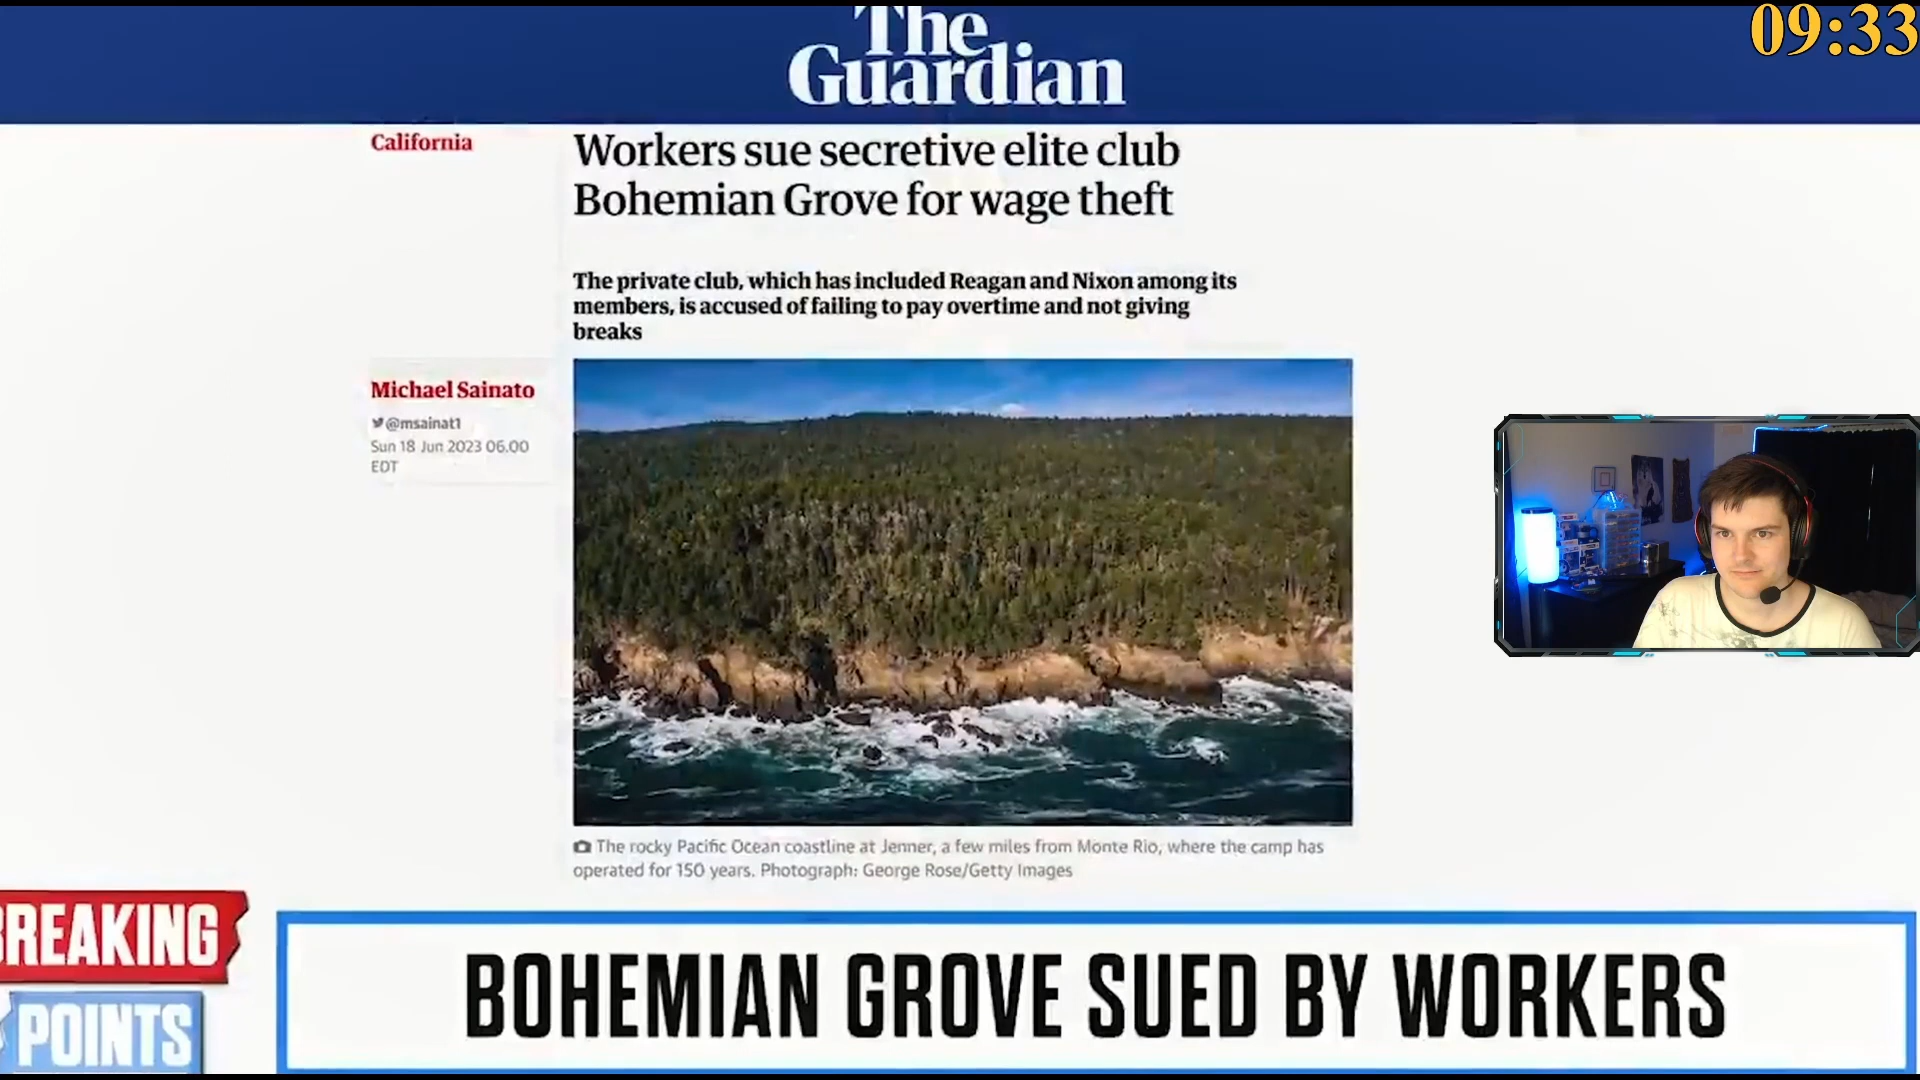 09:33
The
Guardian
California
Workers sue secretive elite club
Bohemian Grove for wage theft
The private club, which has included Reagan and Nixon among its
members, is accused of failing to pay overtime and not giving
breaks
Michael Sainato
@msainat1
Sun 18 Jun 2023 06.00
EDT
The rocky Pacific Ocean coastline at Jenner, a few miles from Monte Rio, where the camp has
operated for 150 years. Photograph: George Rose/Getty Images
BREAKING
POINTS
BOHEMIAN GROVE SUED BY WORKERS